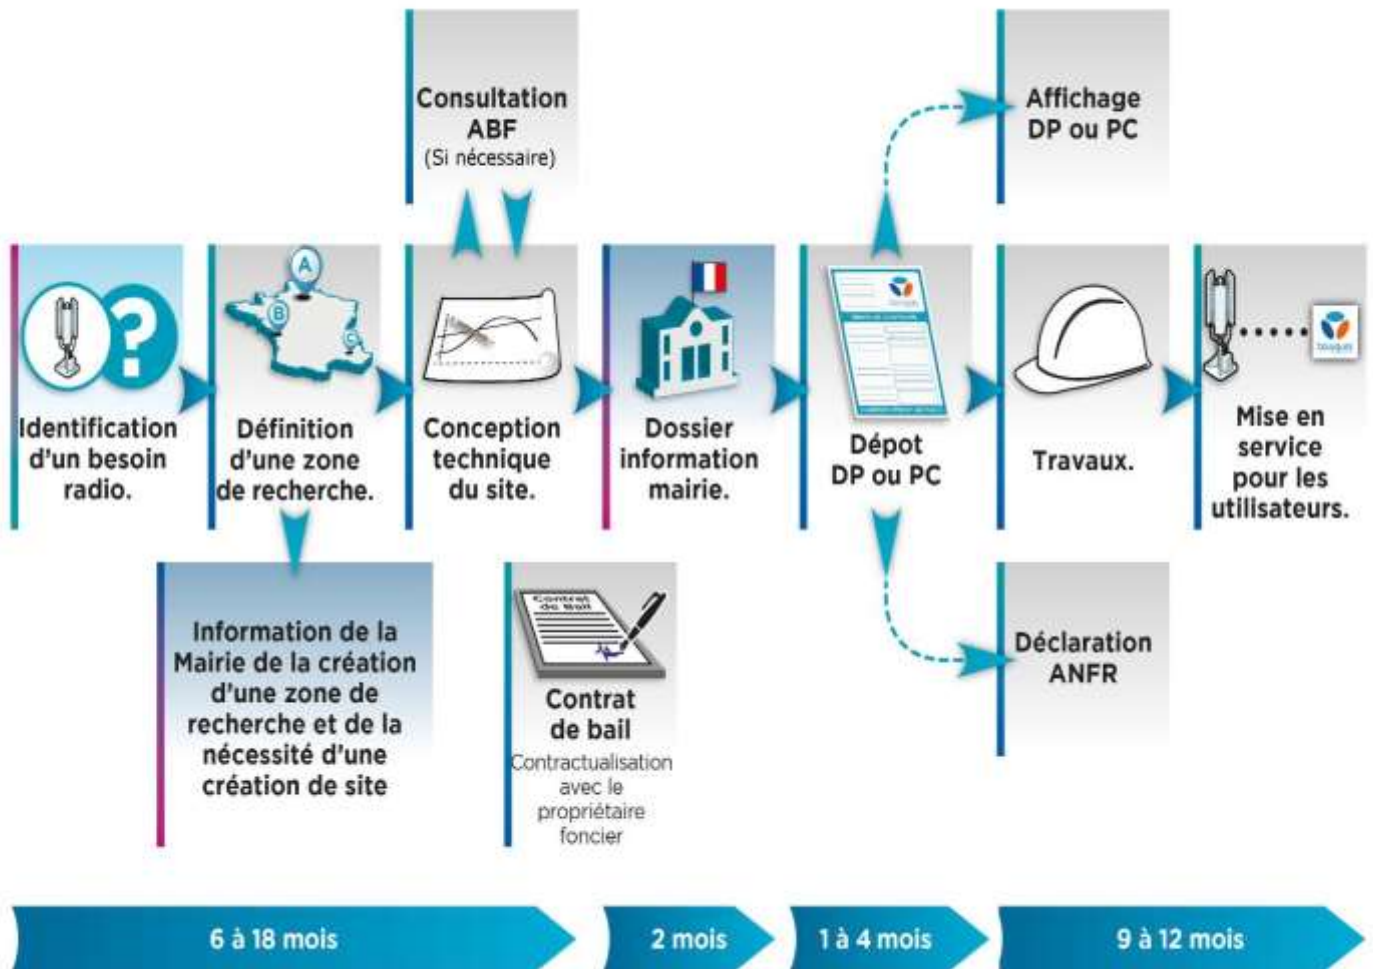 Consultation
ABF
(Si nécessaire)
Affichage
DP ou PC
A
B
C
Identification
d'un besoin
radio.
Définition
d'une zone
de recherche.
Conception
technique
du site.
Dossier
information
mairie.
Dépot
DP ou PC
Travaux.
Mise en
service
pour les
utilisateurs.
Information de la
Mairie de la création
d'une zone de
recherche et de la
nécessité d'une
création de site
Contrat
de Bail
Contrat
de bail
Contractualisation
avec le
propriétaire
foncier
Déclaration
ANFR
6 à 18 mois
2 mois
1 à 4 mois
9 à 12 mois